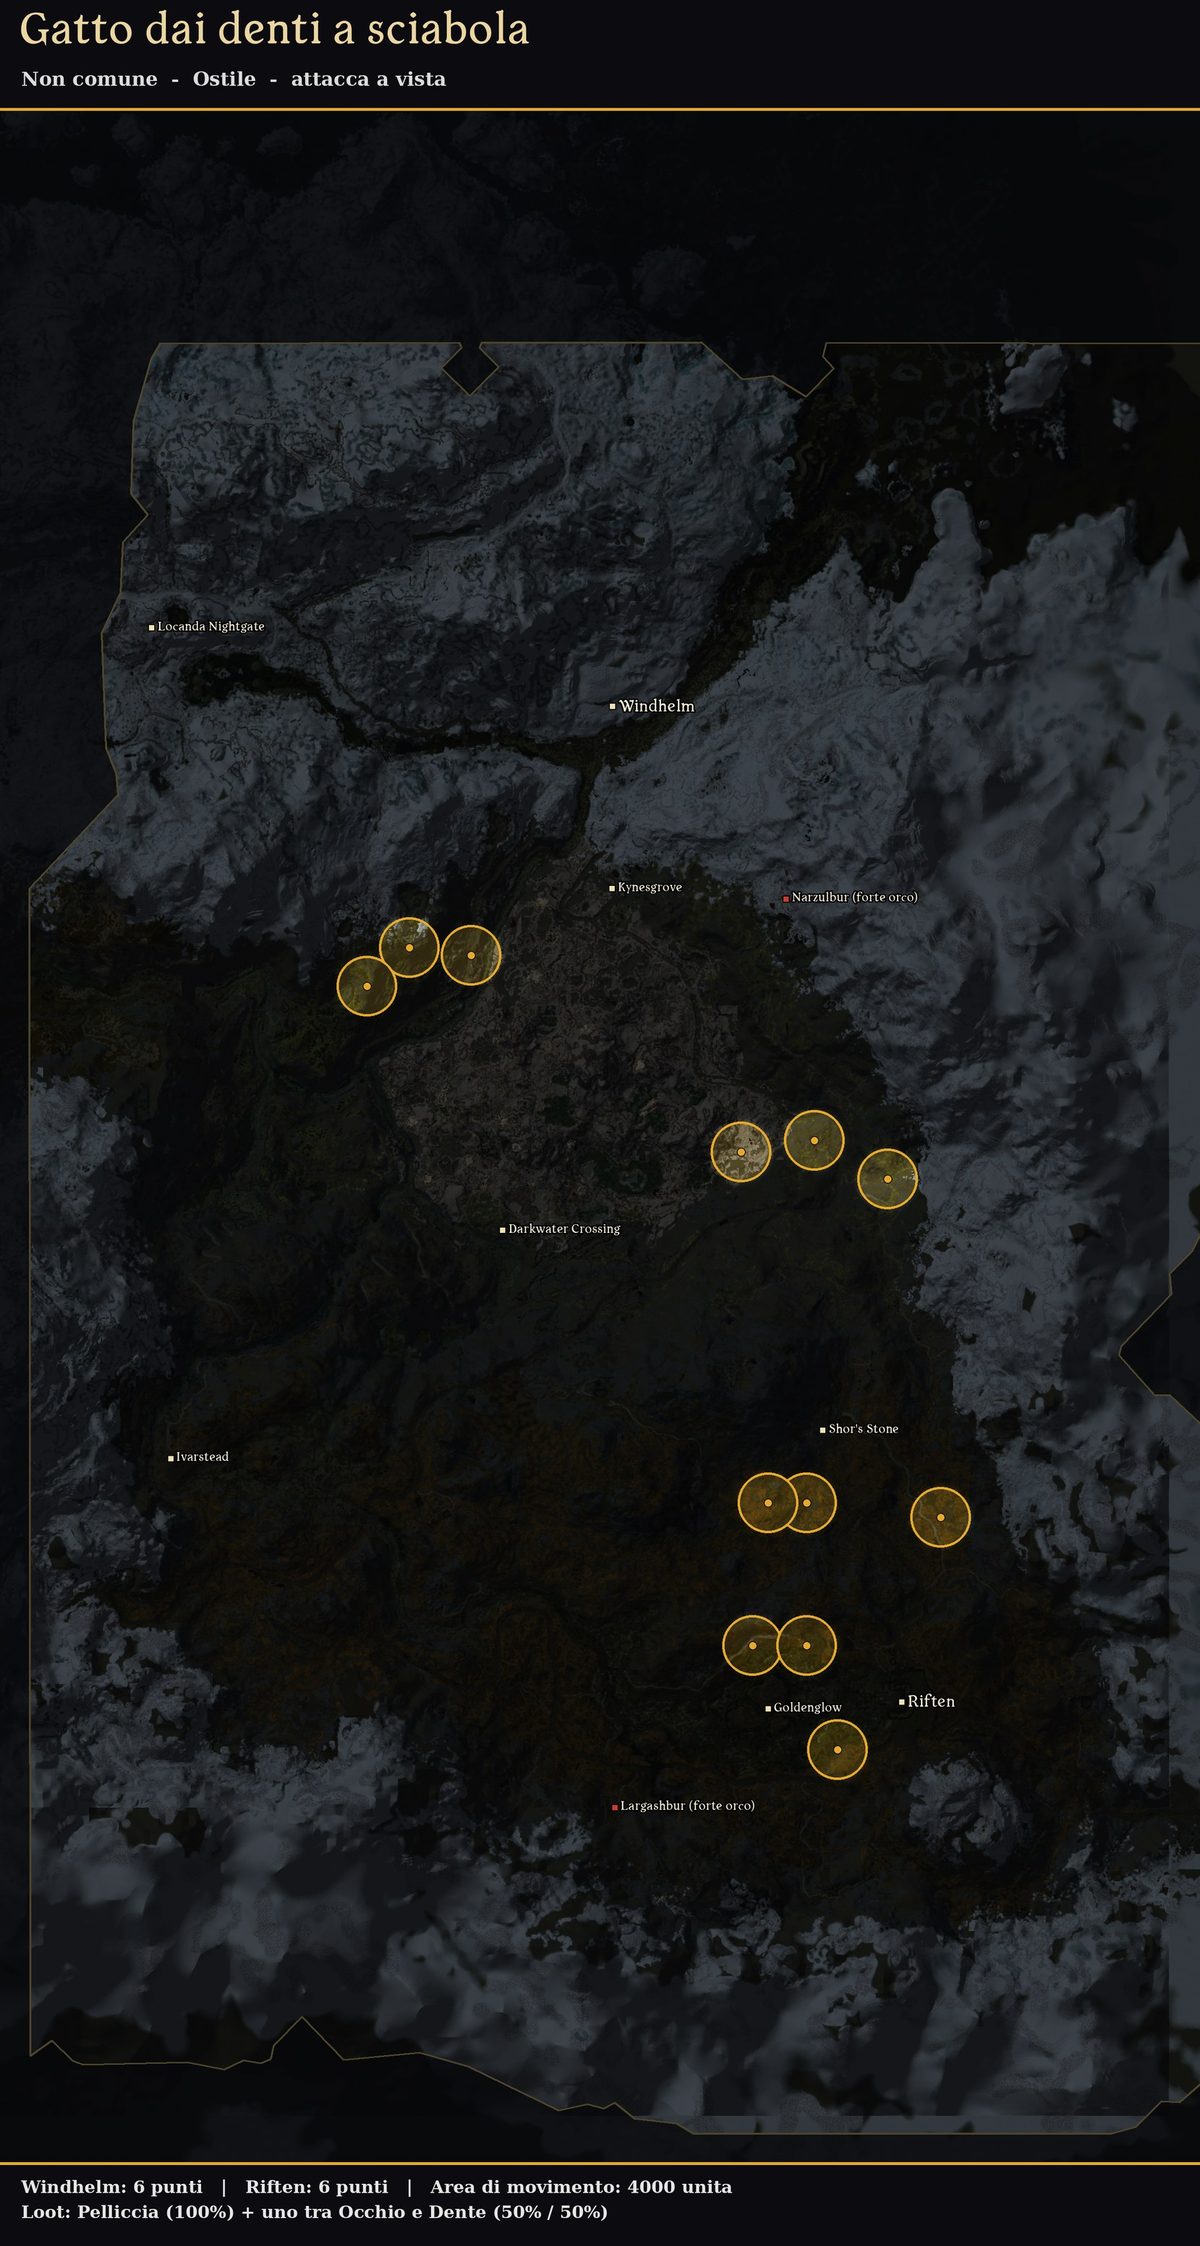 Gatto dai denti a sciabola
Non comune - Ostile - attacca a vista
Locanda Nightgate
Windhelm
Kynesgrove
Narzulbur (forte orco)
Darkwater Crossing
Shor's Stone
Ivarstead
Riften
Goldenglow
Largashbur (forte orco)
Windhelm: 6 punti | Riften: 6 punti | Area di movimento: 4000 unita
Loot: Pelliccia (100%) + uno tra Occhio e Dente (50% / 50%)